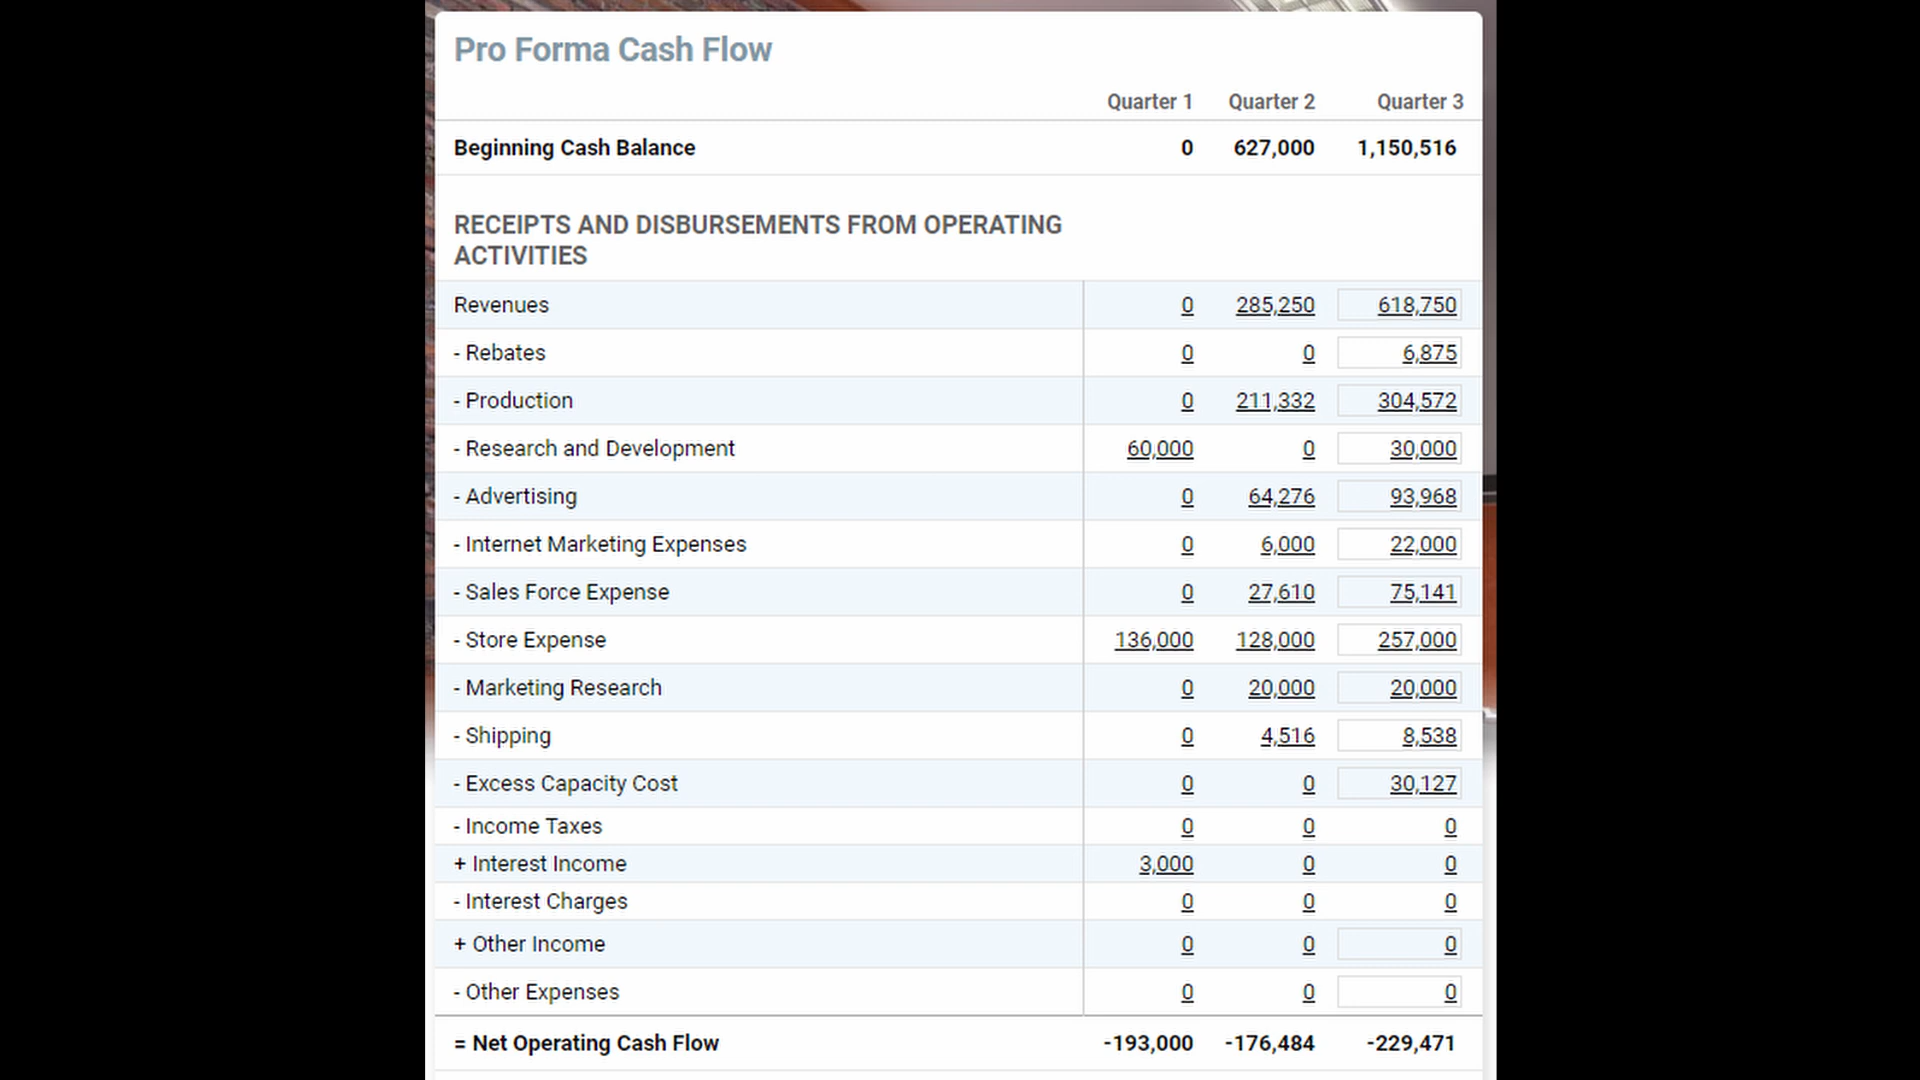 Pro Forma Cash Flow
Quarter 1 Quarter 2 Quarter 3
Beginning Cash Balance 0 627,000 1,150,516
RECEIPTS AND DISBURSEMENTS FROM OPERATING
ACTIVITIES
Revenues 0 285,250 618,750
- Rebates 0 0 6,875
- Production 0 211,332 304,572
- Research and Development 60,000 0 30,000
- Advertising 0 64,276 93,968
- Internet Marketing Expenses 0 6,000 22,000
- Sales Force Expense 0 27,610 75,141
- Store Expense 136,000 128,000 257,000
- Marketing Research 0 20,000 20,000
- Shipping 0 4,516 8,538
- Excess Capacity Cost 0 0 30,127
- Income Taxes 0 0 0
+ Interest Income 3,000 0 0
- Interest Charges 0 0 0
+ Other Income 0 0 0
- Other Expenses 0 0 0
= Net Operating Cash Flow -193,000 -176,484 -229,471